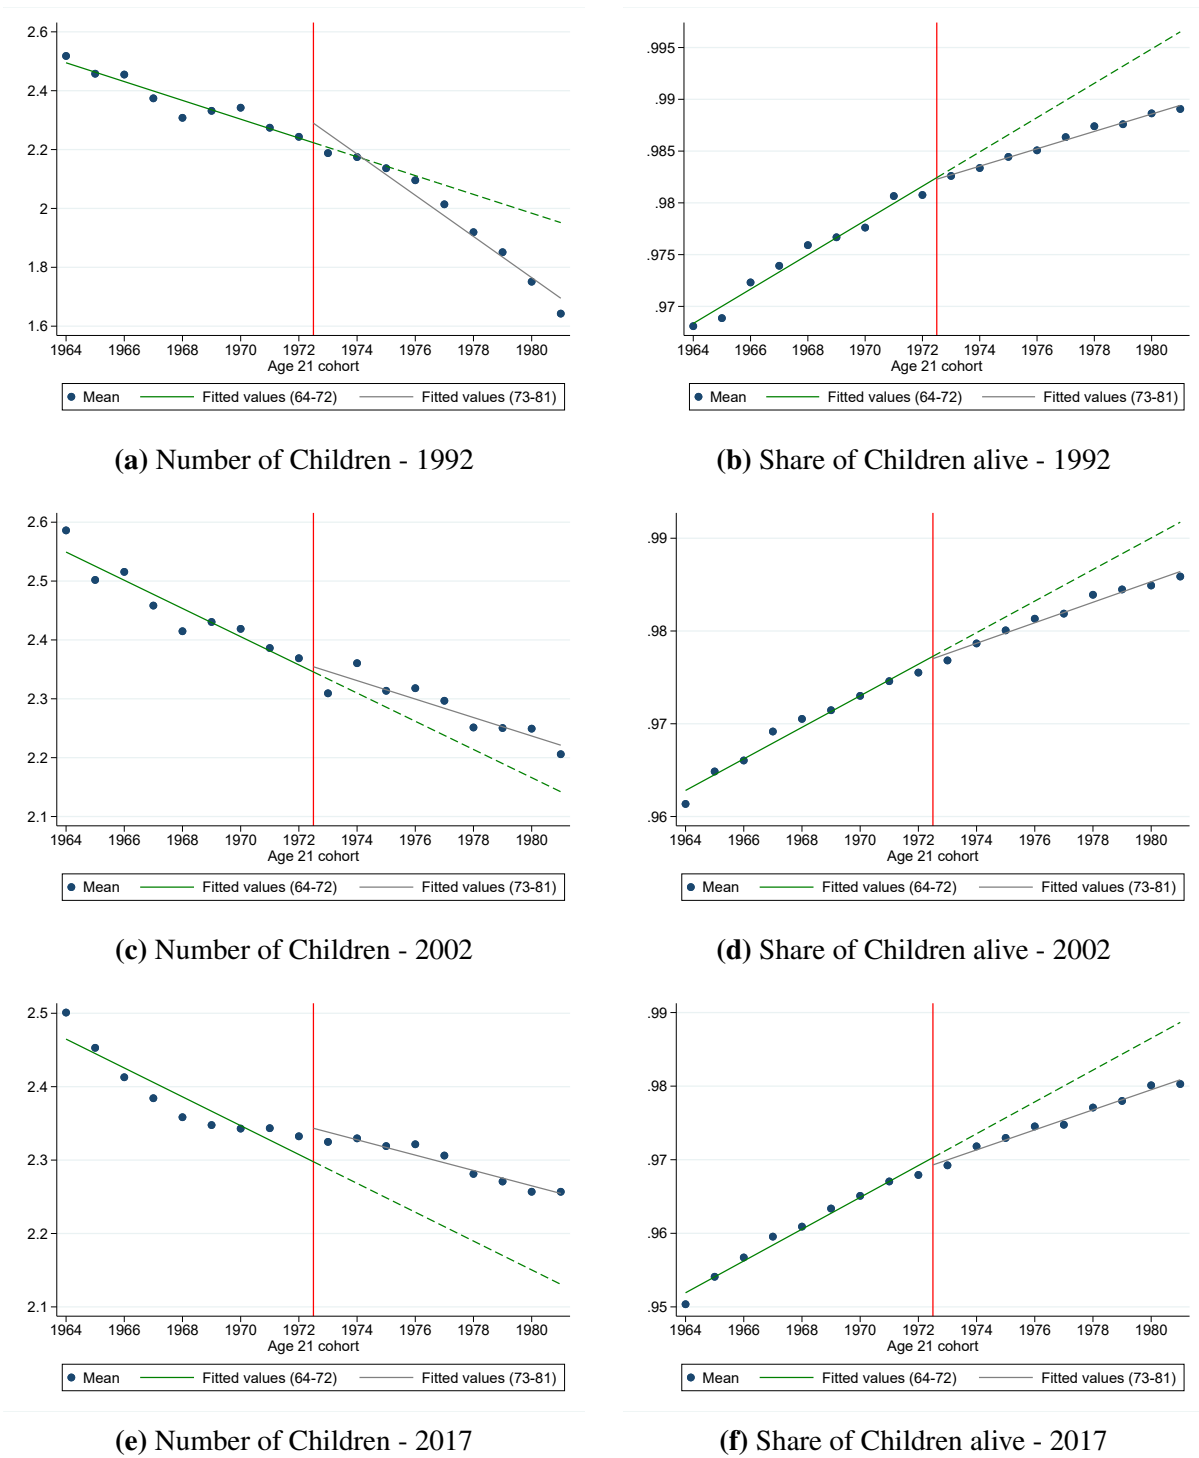 2.6
2.4
2.2
2
1.8
1.6
1964 1966 1968 1970 1972 1974 1976 1978 1980
Age 21 cohort
Mean Fitted values (64-72) Fitted values (73-81)
(a) Number of Children - 1992
.995
.99
.985
.98
.975
.97
1964 1966 1968 1970 1972 1974 1976 1978 1980
Age 21 cohort
Mean Fitted values (64-72) Fitted values (73-81)
(b) Share of Children alive - 1992
2.6
2.5
2.4
2.3
2.2
2.1
1964 1966 1968 1970 1972 1974 1976 1978 1980
Age 21 cohort
Mean Fitted values (64-72) Fitted values (73-81)
(c) Number of Children - 2002
.99
.98
.97
.96
1964 1966 1968 1970 1972 1974 1976 1978 1980
Age 21 cohort
Mean Fitted values (64-72) Fitted values (73-81)
(d) Share of Children alive - 2002
2.5
2.4
2.3
2.2
2.1
1964 1966 1968 1970 1972 1974 1976 1978 1980
Age 21 cohort
Mean Fitted values (64-72) Fitted values (73-81)
(e) Number of Children - 2017
.99
.98
.97
.96
.95
1964 1966 1968 1970 1972 1974 1976 1978 1980
Age 21 cohort
Mean Fitted values (64-72) Fitted values (73-81)
(f) Share of Children alive - 2017